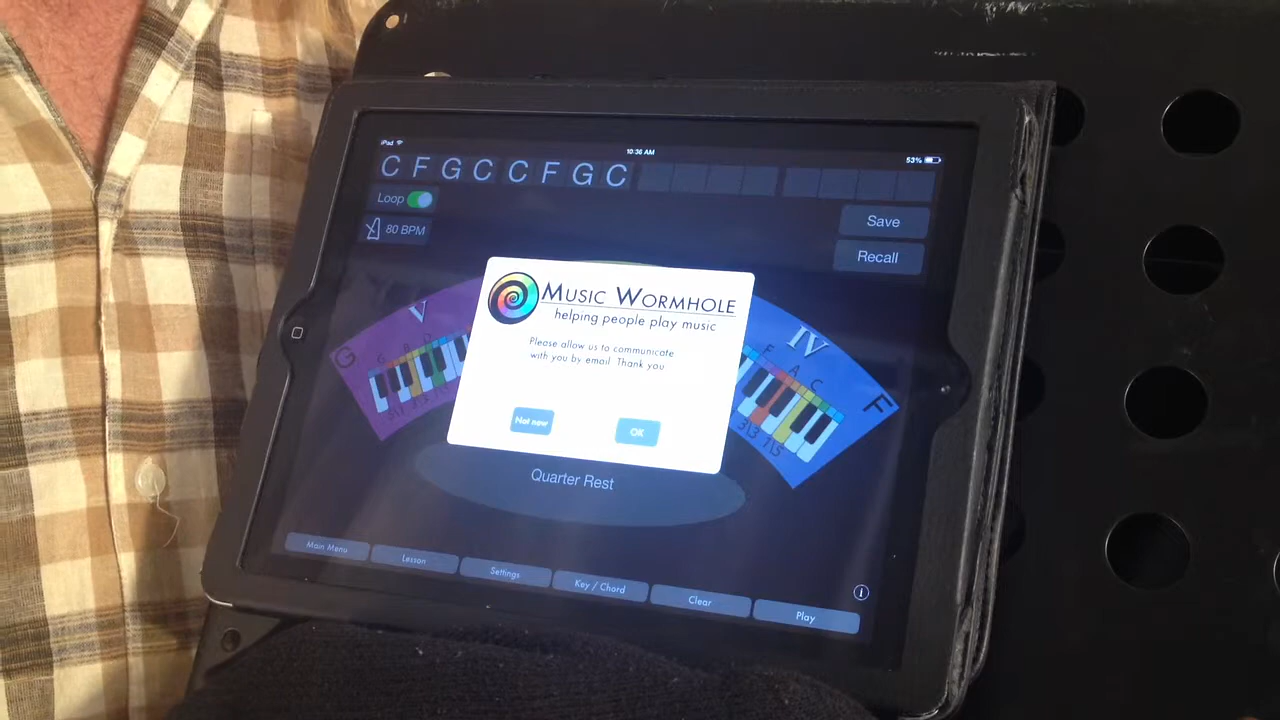 iPad
10:36 AM
53%
C F G C C F G C
Loop
80 BPM
Save
Recall
MUSIC WORMHOLE
helping people play music
Please allow us to communicate
with you by email. Thank you
Not now
OK
V
G
G B D
IV
F
F A C
Quarter Rest
Main Menu
Lesson
Settings
Key / Chord
Clear
Play
i